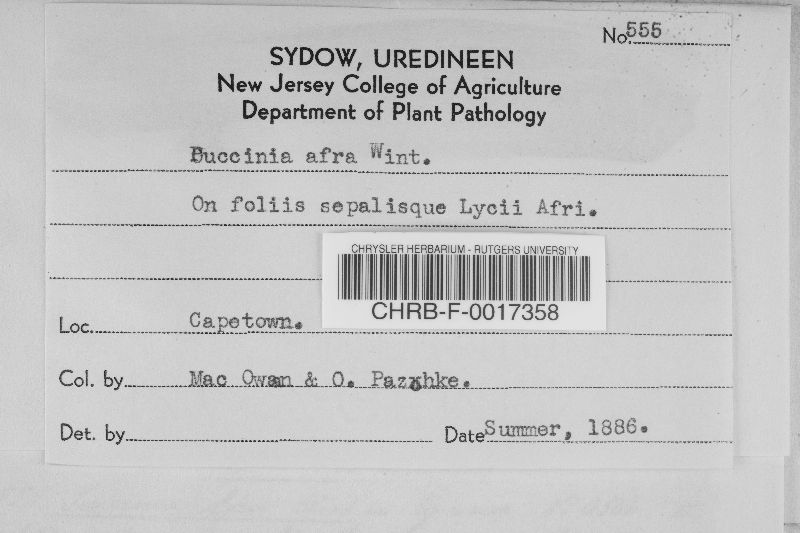 No. 555
SYDOW, UREDINEEN
New Jersey College of Agriculture
Department of Plant Pathology
Puccinia afra Wint.
On foliis sepalisque Lycii Afri.
CHRYSLER HERBARIUM - RUTGERS UNIVERSITY
CHRB-F-0017358
Loc. Capetown.
Col. by Mac Owan & O. Pazchke.
Det. by
Date Summer, 1886.